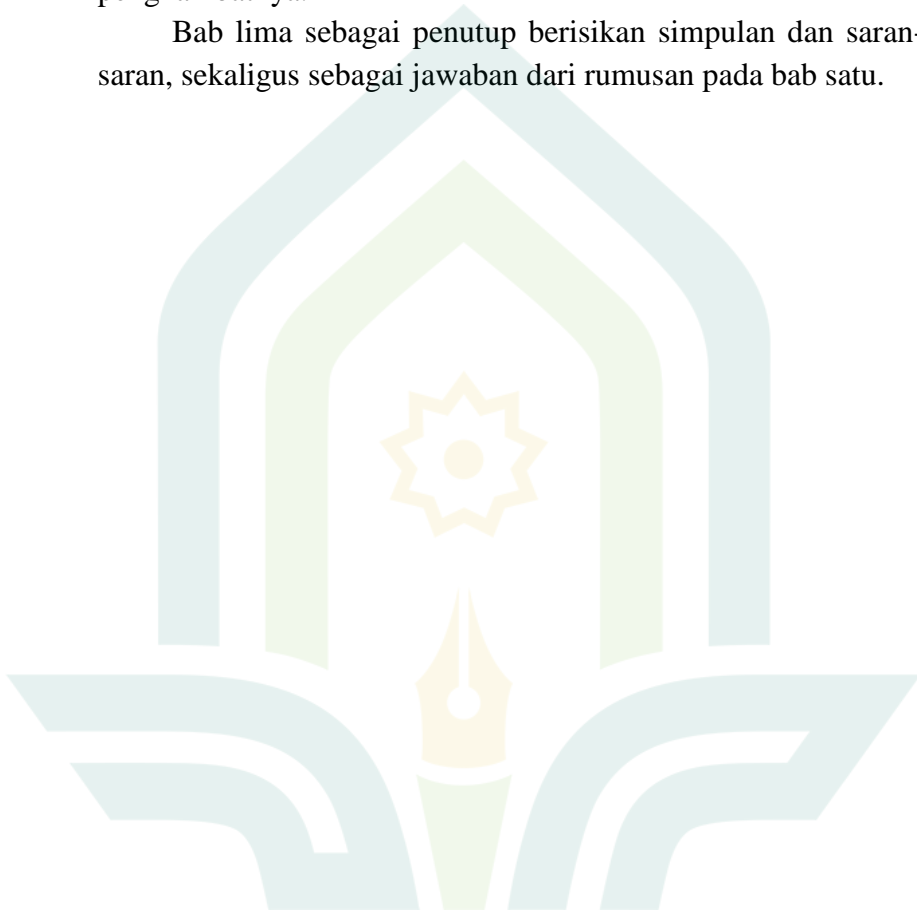 Bab lima sebagai penutup berisikan simpulan dan saran-
saran, sekaligus sebagai jawaban dari rumusan pada bab satu.